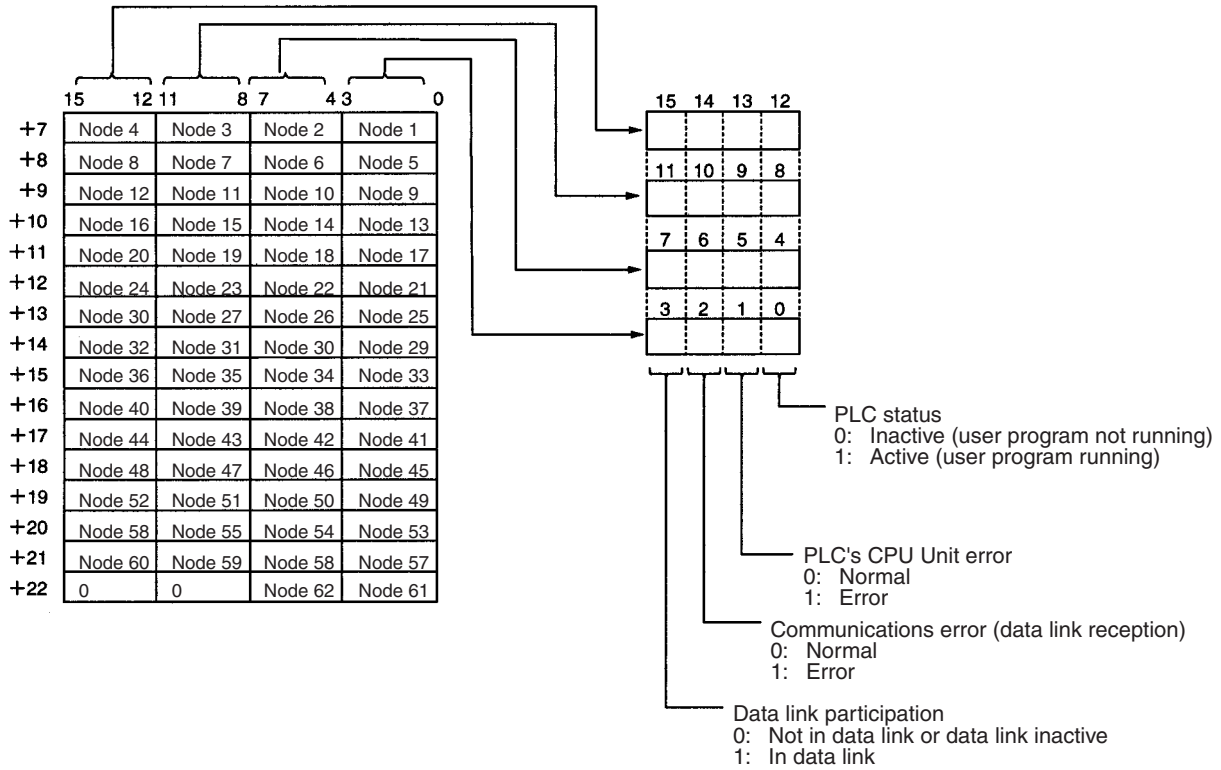 15 12 11 8 7 4 3 0
+7 Node 4 Node 3 Node 2 Node 1
+8 Node 8 Node 7 Node 6 Node 5
+9 Node 12 Node 11 Node 10 Node 9
+10 Node 16 Node 15 Node 14 Node 13
+11 Node 20 Node 19 Node 18 Node 17
+12 Node 24 Node 23 Node 22 Node 21
+13 Node 30 Node 27 Node 26 Node 25
+14 Node 32 Node 31 Node 30 Node 29
+15 Node 36 Node 35 Node 34 Node 33
+16 Node 40 Node 39 Node 38 Node 37
+17 Node 44 Node 43 Node 42 Node 41
+18 Node 48 Node 47 Node 46 Node 45
+19 Node 52 Node 51 Node 50 Node 49
+20 Node 58 Node 55 Node 54 Node 53
+21 Node 60 Node 59 Node 58 Node 57
+22 0 0 Node 62 Node 61
15 14 13 12
11 10 9 8
7 6 5 4
3 2 1 0
PLC status
0: Inactive (user program not running)
1: Active (user program running)
PLC's CPU Unit error
0: Normal
1: Error
Communications error (data link reception)
0: Normal
1: Error
Data link participation
0: Not in data link or data link inactive
1: In data link